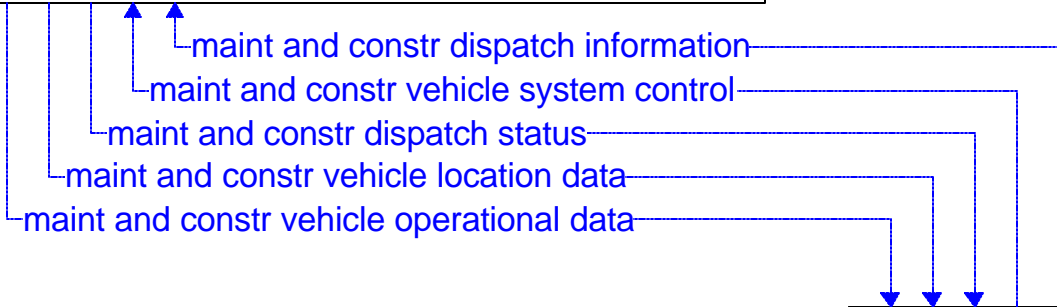 maint and constr dispatch information
maint and constr vehicle system control
maint and constr dispatch status
maint and constr vehicle location data
maint and constr vehicle operational data